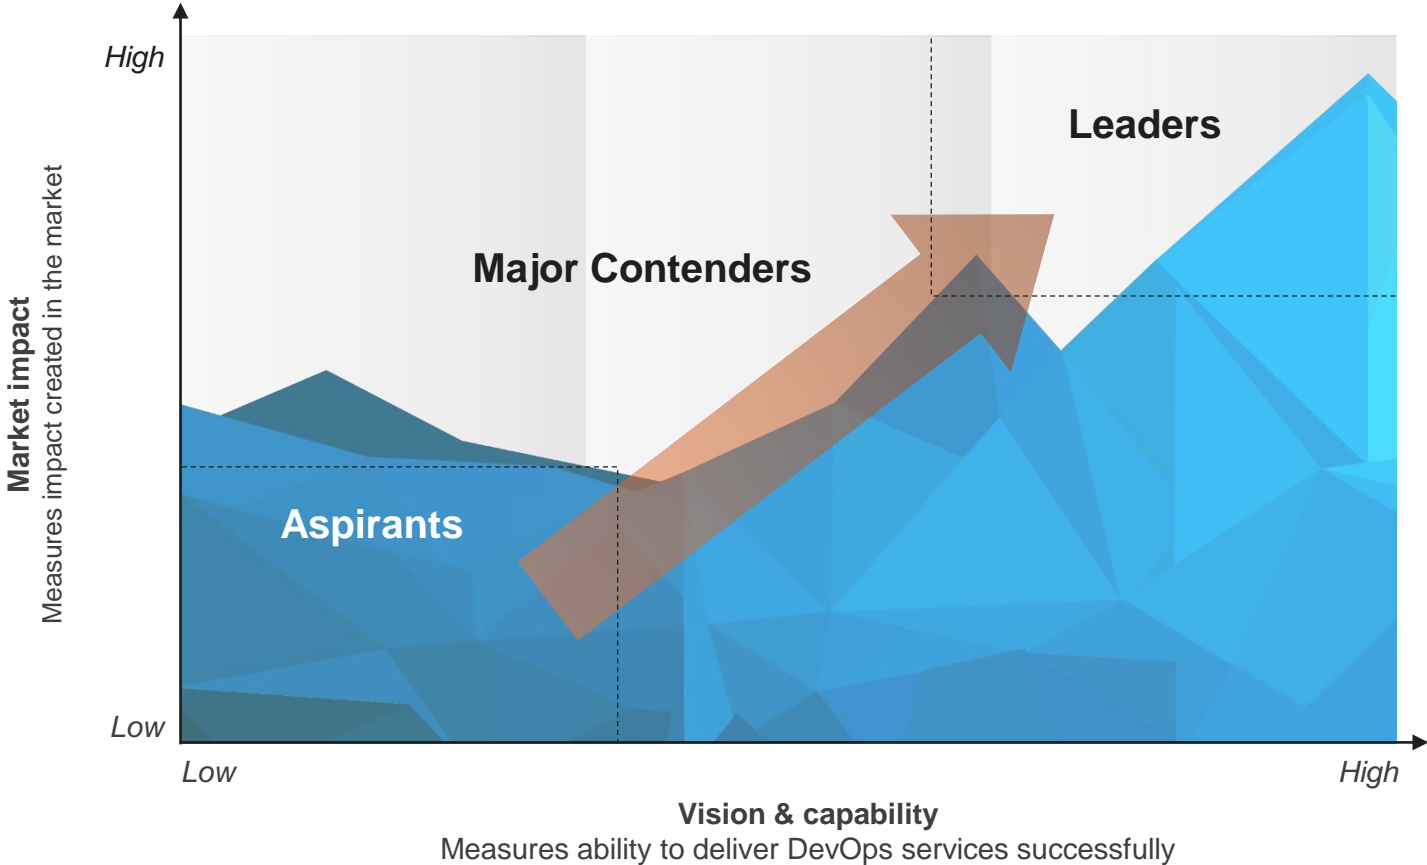 High
Leaders
Major Contenders
Market impact
Measures impact created in the market
Aspirants
Low
Low
High
Vision & capability
Measures ability to deliver DevOps services successfully